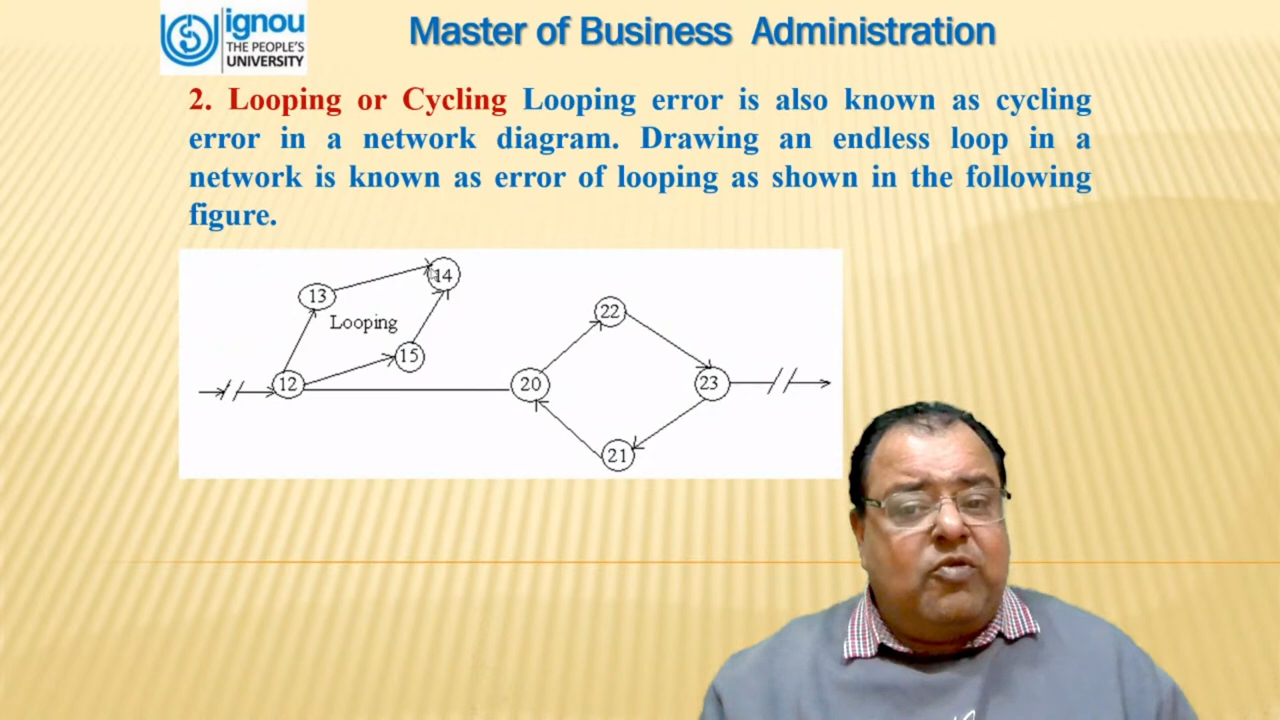 ignou
THE PEOPLE'S
UNIVERSITY
Master of Business Administration
2. Looping or Cycling Looping error is also known as cycling
error in a network diagram. Drawing an endless loop in a
network is known as error of looping as shown in the following
figure.
14
13
22
Looping
15
12
20
23
21